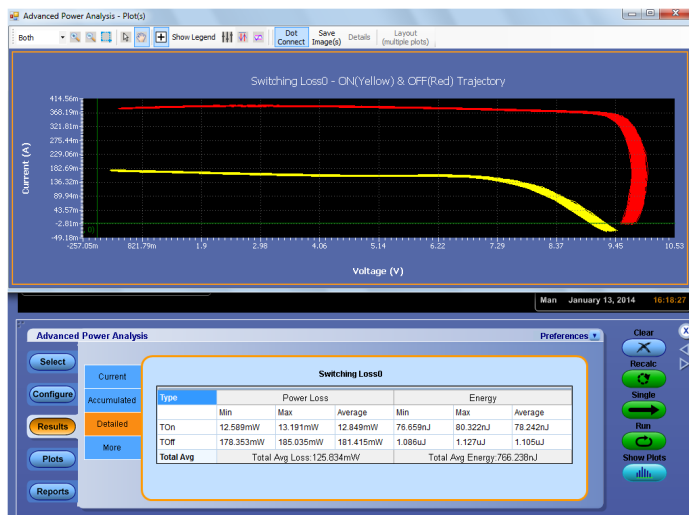 Advanced Power Analysis - Plot(s)
Both Show Legend Dot Connect Save Image(s) Details Layout (multiple plots)
Switching Loss0 - ON(Yellow) & OFF(Red) Trajectory
Current (A)
414.56m
368.19m
321.81m
275.44m
229.06m
182.69m
136.32m
89.94m
43.57m
-2.81m
-49.18m
-257.05m 821.79m 1.9 2.98 4.06 5.14 6.22 7.29 8.37 9.45 10.53
Voltage (V)
Man January 13, 2014 16:18:27
Advanced Power Analysis Preferences
Clear X
Select
Configure
Results
Plots
Reports
Current
Accumulated
Detailed
More
Switching Loss0
Type Power Loss Energy
Min Max Average Min Max Average
TOn 12.589mW 13.191mW 12.849mW 76.659nJ 80.322nJ 78.242nJ
TOff 178.353mW 185.035mW 181.415mW 1.086uJ 1.127uJ 1.105uJ
Total Avg Total Avg Loss:125.834mW Total Avg Energy:766.238nJ
Recalc
Single
Run
Show Plots